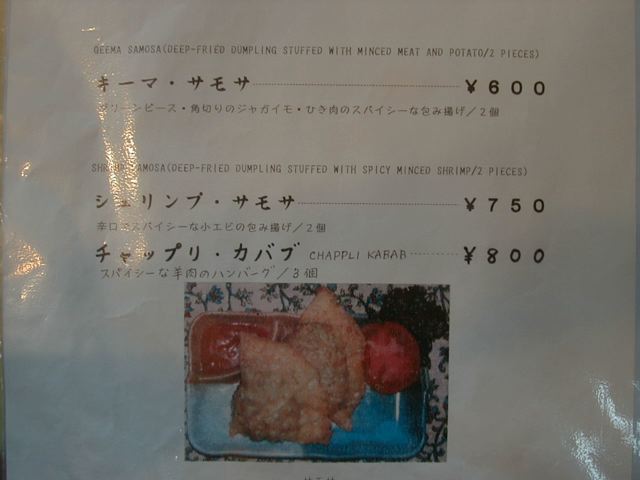 QEEMA SAMOSA(DEEP-FRIED DUMPLING STUFFED WITH MINCED MEAT AND POTATO/2 PIECES)
キーマ・サモサ ¥600
グリーンピース・角切りのジャガイモ・ひき肉のスパイシーな包み揚げ/2個
SHRIMP SAMOSA(DEEP-FRIED DUMPLING STUFFED WITH SPICY MINCED SHRIMP/2 PIECES)
シュリンプ・サモサ ¥750
辛口でスパイシーな小エビの包み揚げ/2個
チャップリ・カバブ CHAPPLI KABAB ¥800
スパイシーな羊肉のハンバーグ/3個